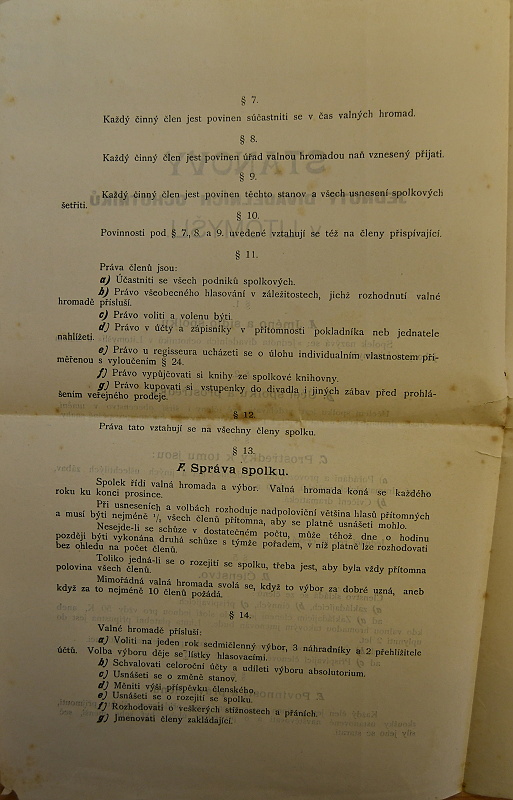 § 7.
Každý činný člen jest povinen súčastniti se v čas valných hromad.
§ 8.
Každý činný člen jest povinen úřad valnou hromadou naň vznesený přijati.
§ 9.
Každý činný člen jest povinen těchto stanov a všech usnesení spolkových
šetřiti.
§ 10.
Povinnosti pod § 7., 8. a 9. uvedené vztahují se též na členy přispívající.
§ 11.
Práva členů jsou:
a) Účastniti se všech podniků spolkových.
b) Právo všeobecného hlasování v záležitostech, jichž rozhodnutí valné
hromadě přísluší.
c) Právo voliti a volenu býti.
d) Právo v účty a zápisníky v přítomnosti pokladníka neb jednatele
nahlížeti.
e) Právo u regisseura ucházeti se o úlohu individualním vlastnostem pří-
měřenou s vyloučením § 24.
f) Právo vypůjčovati si knihy ze spolkové knihovny.
g) Právo kupovati si vstupenky do divadla i jiných zábav před prohlá-
šením veřejného prodeje.
§ 12.
Práva tato vztahují se na všechny členy spolku.
§ 13.
F. Správa spolku.
Spolek řídí valná hromada a výbor. Valná hromada koná se každého
roku ku konci prosince.
Při usneseních a volbách rozhoduje nadpoloviční většina hlasů přítomných
a musí býti nejméně všech členů přítomna, aby se platně usnášeti mohlo.
Nesejde-li se schůze v dostatečném počtu, může téhož dne o hodinu
později býti vykonána druhá schůze s týmže pořadem, v níž platně lze rozhodovati
bez ohledu na počet členů.
Toliko jedná-li se o rozejití se spolku, třeba jest, aby byla vždy přítomna
polovina všech členů.
Mimořádná valná hromada svolá se, když to výbor za dobré uzná, aneb
když za to nejméně 10 členů požádá.
§ 14.
Valné hromadě přísluší:
a) Voliti na jeden rok sedmičlenný výbor, 3 náhradníky a 2 přehlížitele
účtů. Volba výboru děje se lístky hlasovacími.
b) Schvalovati celoroční účty a udíleti výboru absolutorium.
c) Usnášeti se o změně stanov.
d) Měniti výši příspěvku členského.
e) Usnášeti se o rozejití se spolku.
f) Rozhodovati o veškerých stížnostech a přáních.
g) Jmenovati členy zakládající.